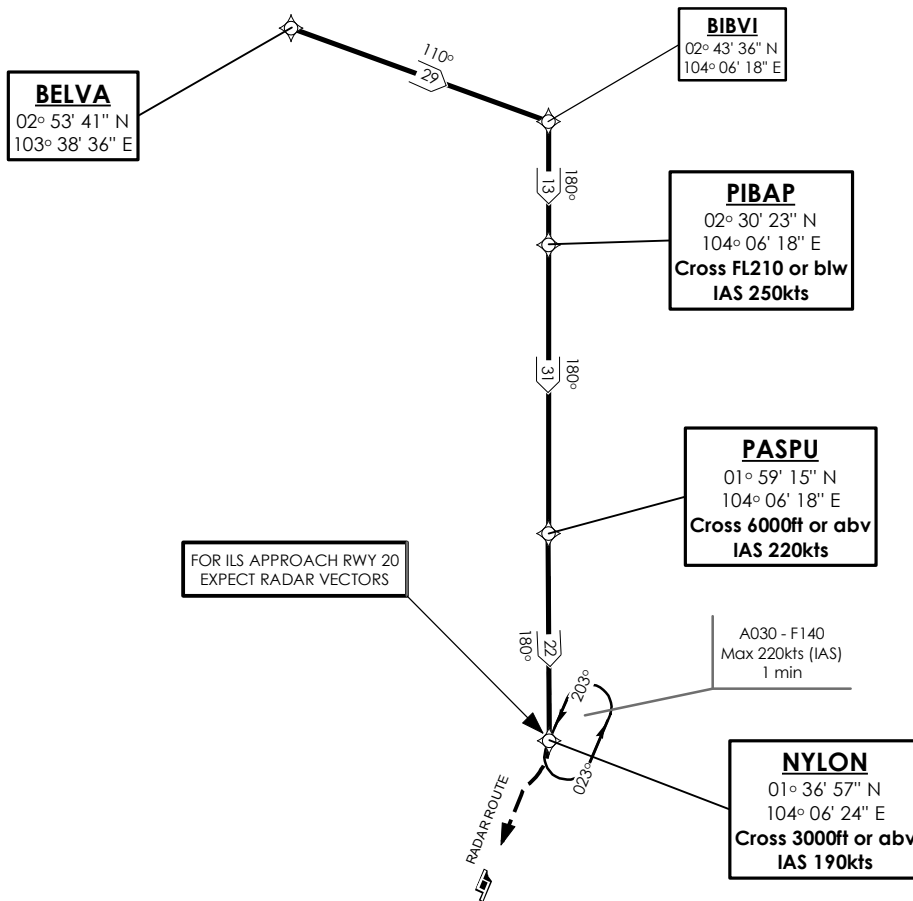 BELVA
02° 53' 41" N
103° 38' 36" E
110°
29
BIBVI
02° 43' 36" N
104° 06' 18" E
180°
13
PIBAP
02° 30' 23" N
104° 06' 18" E
Cross FL210 or blw
IAS 250kts
180°
31
PASPU
01° 59' 15" N
104° 06' 18" E
Cross 6000ft or abv
IAS 220kts
FOR ILS APPROACH RWY 20
EXPECT RADAR VECTORS
180°
22
A030 - F140
Max 220kts (IAS)
1 min
203°
023°
NYLON
01° 36' 57" N
104° 06' 24" E
Cross 3000ft or abv
IAS 190kts
RADAR ROUTE